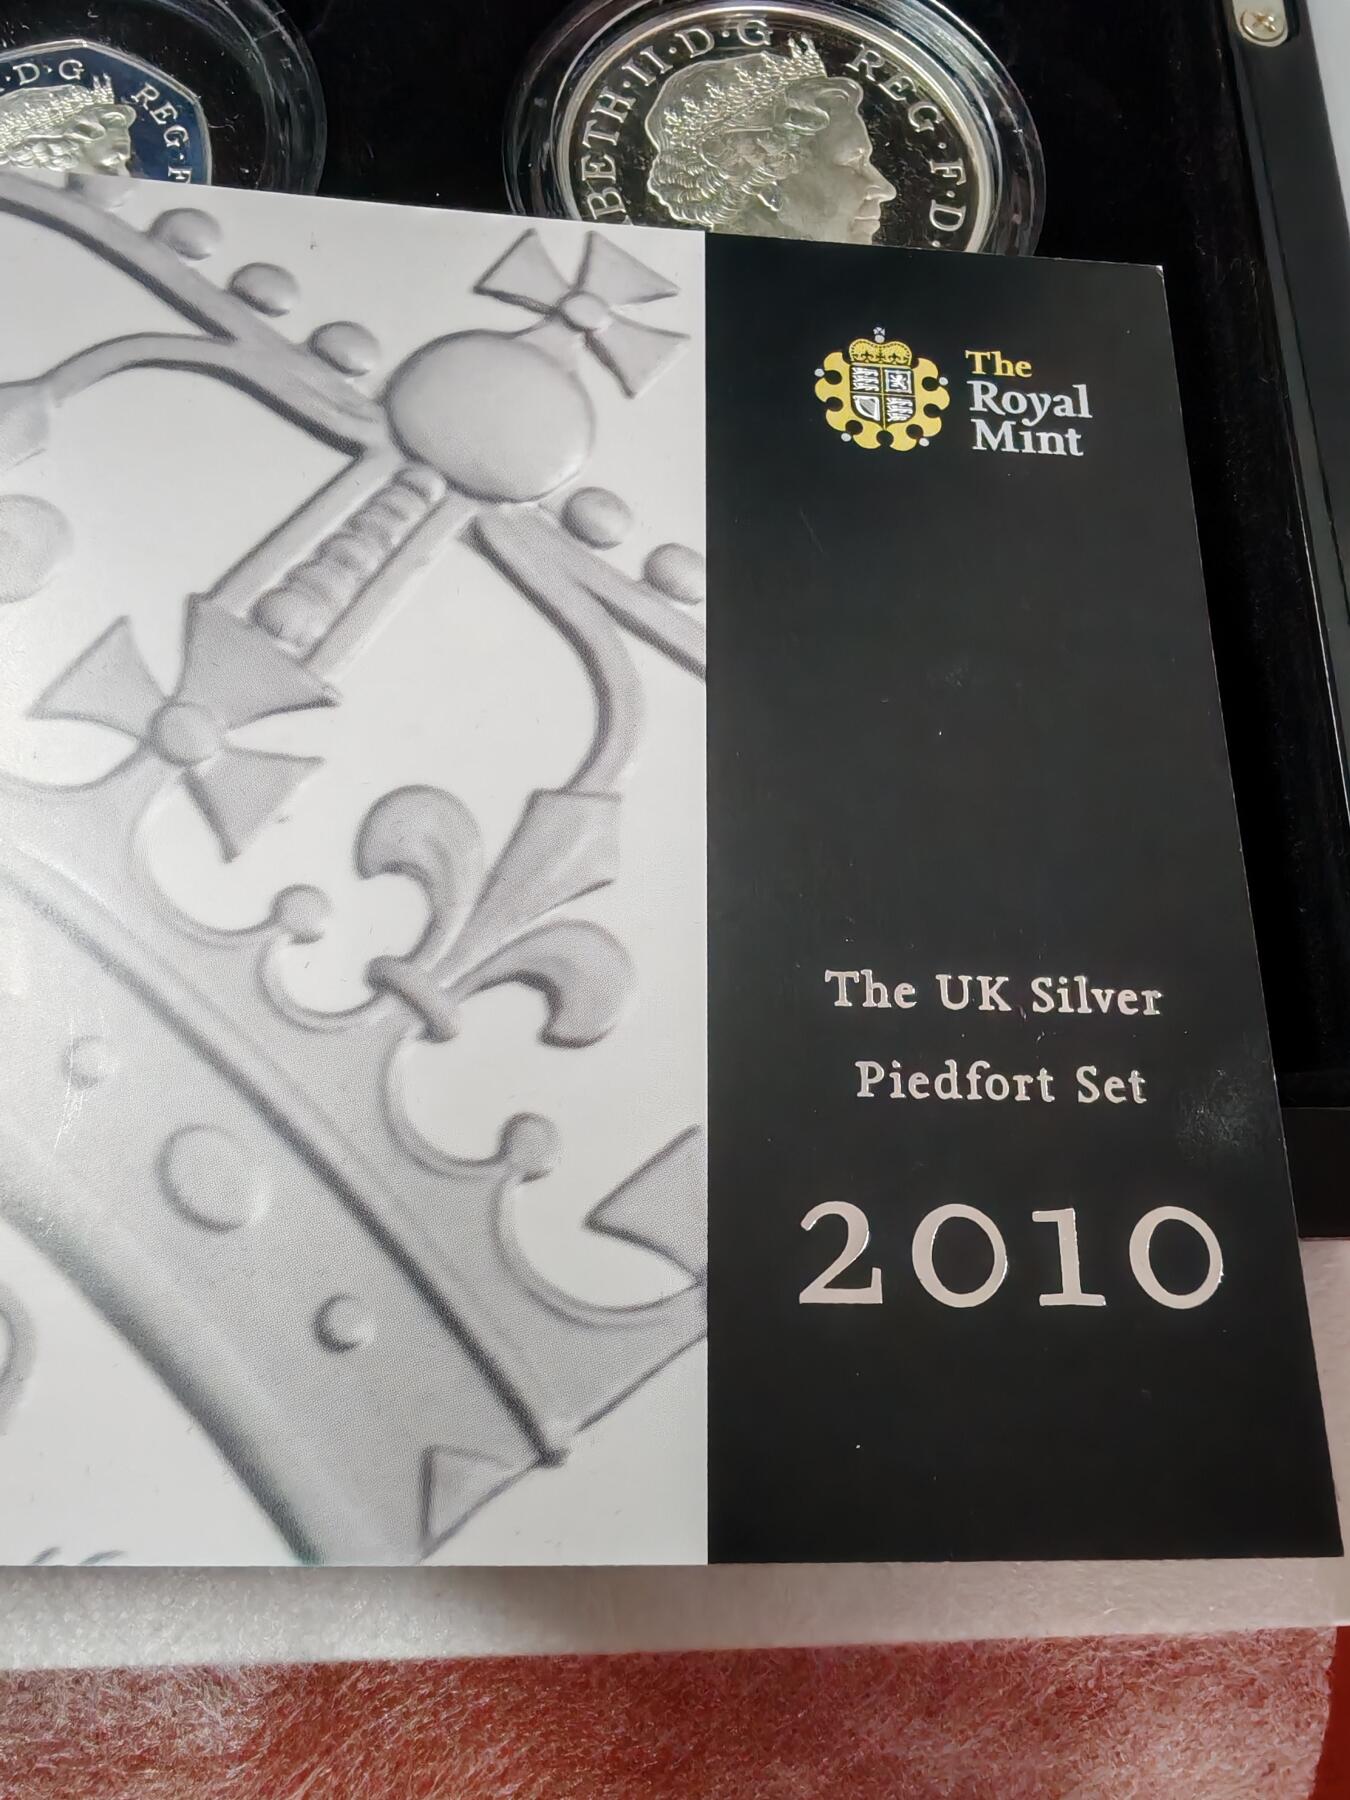 ·D·G REG·F
BETH·II·D·G REG·F·D·
The
Royal
Mint
The UK Silver
Piedfort Set
2010